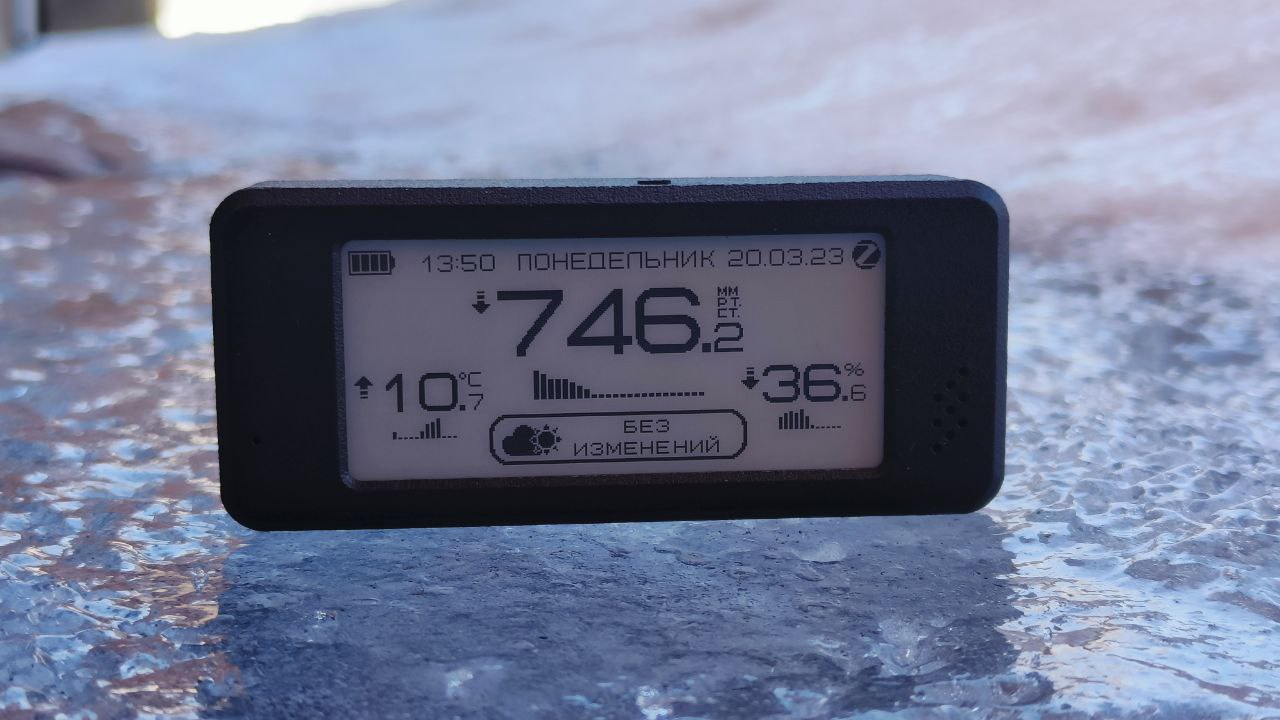 13:50 ПОНЕДЕЛЬНИК 20.03.23
746.2 ММ РТ. СТ.
10.7 °C
36.6 %
БЕЗ
ИЗМЕНЕНИЙ